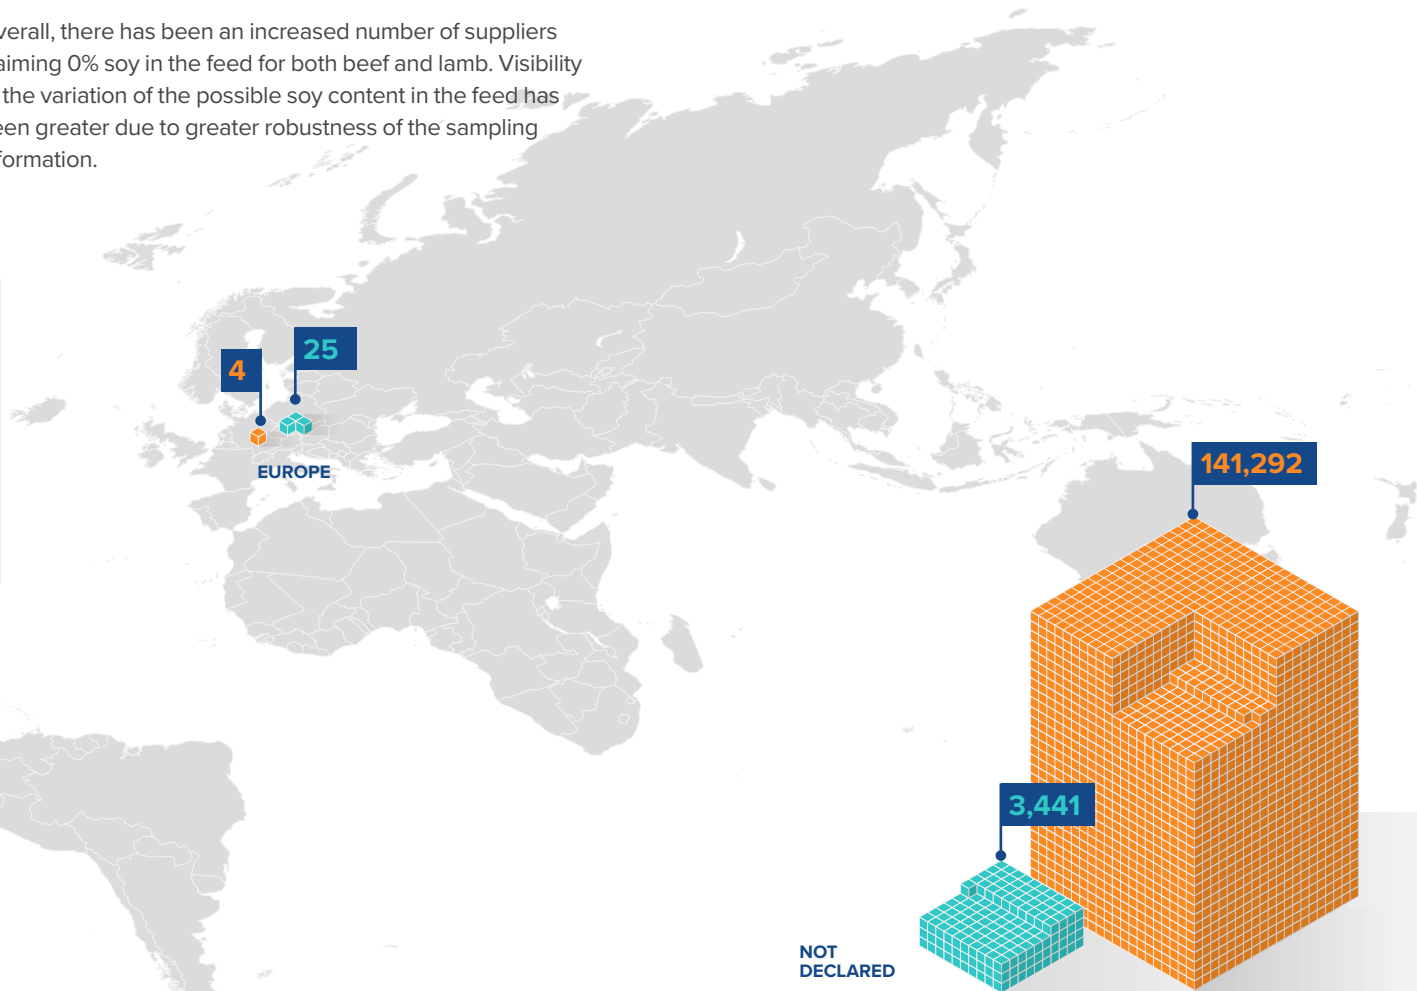 verall, there has been an increased number of suppliers
aiming 0% soy in the feed for both beef and lamb. Visibility
the variation of the possible soy content in the feed has
een greater due to greater robustness of the sampling
formation.
25
4
EUROPE
141,292
3,441
NOT
DECLARED